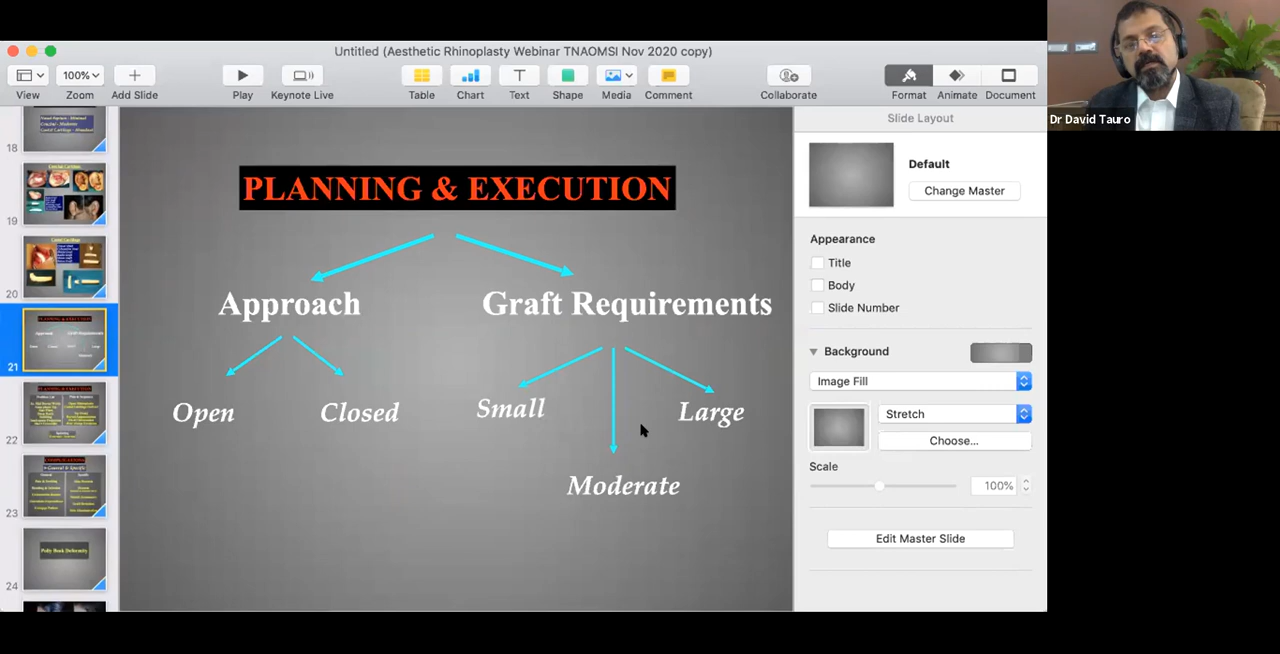 Untitled (Aesthetic Rhinoplasty Webinar TNAOMSI Nov 2020 copy)
100%
View Zoom Add Slide Play Keynote Live Table Chart Text Shape Media Comment Collaborate Format Animate Document
Dr David Tauro
Slide Layout
18
19
20
21
22
23
24
PLANNING & EXECUTION
Approach Graft Requirements
Open Closed Small Large
Moderate
Polly Beak Deformity
Default
Change Master
Appearance
Title
Body
Slide Number
Background
Image Fill
Stretch
Choose...
Scale
100%
Edit Master Slide